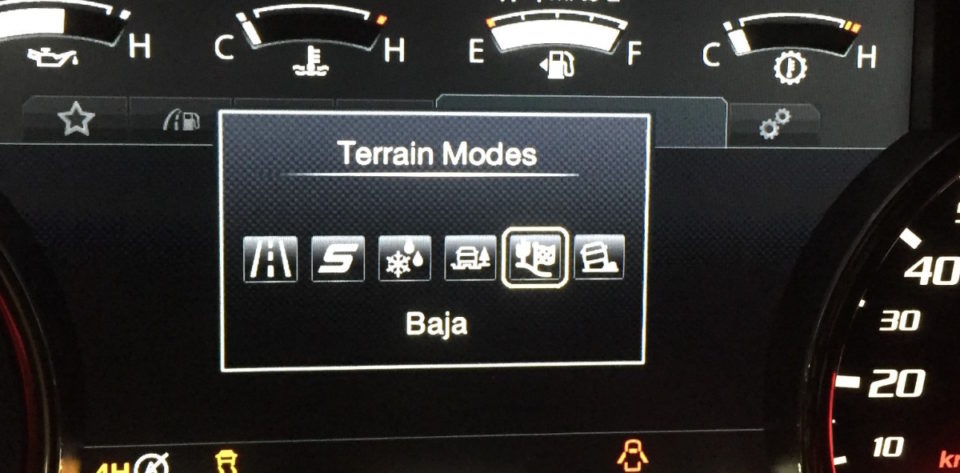 H C H E F C H
Terrain Modes
S
Baja
40
30
20
10
4H